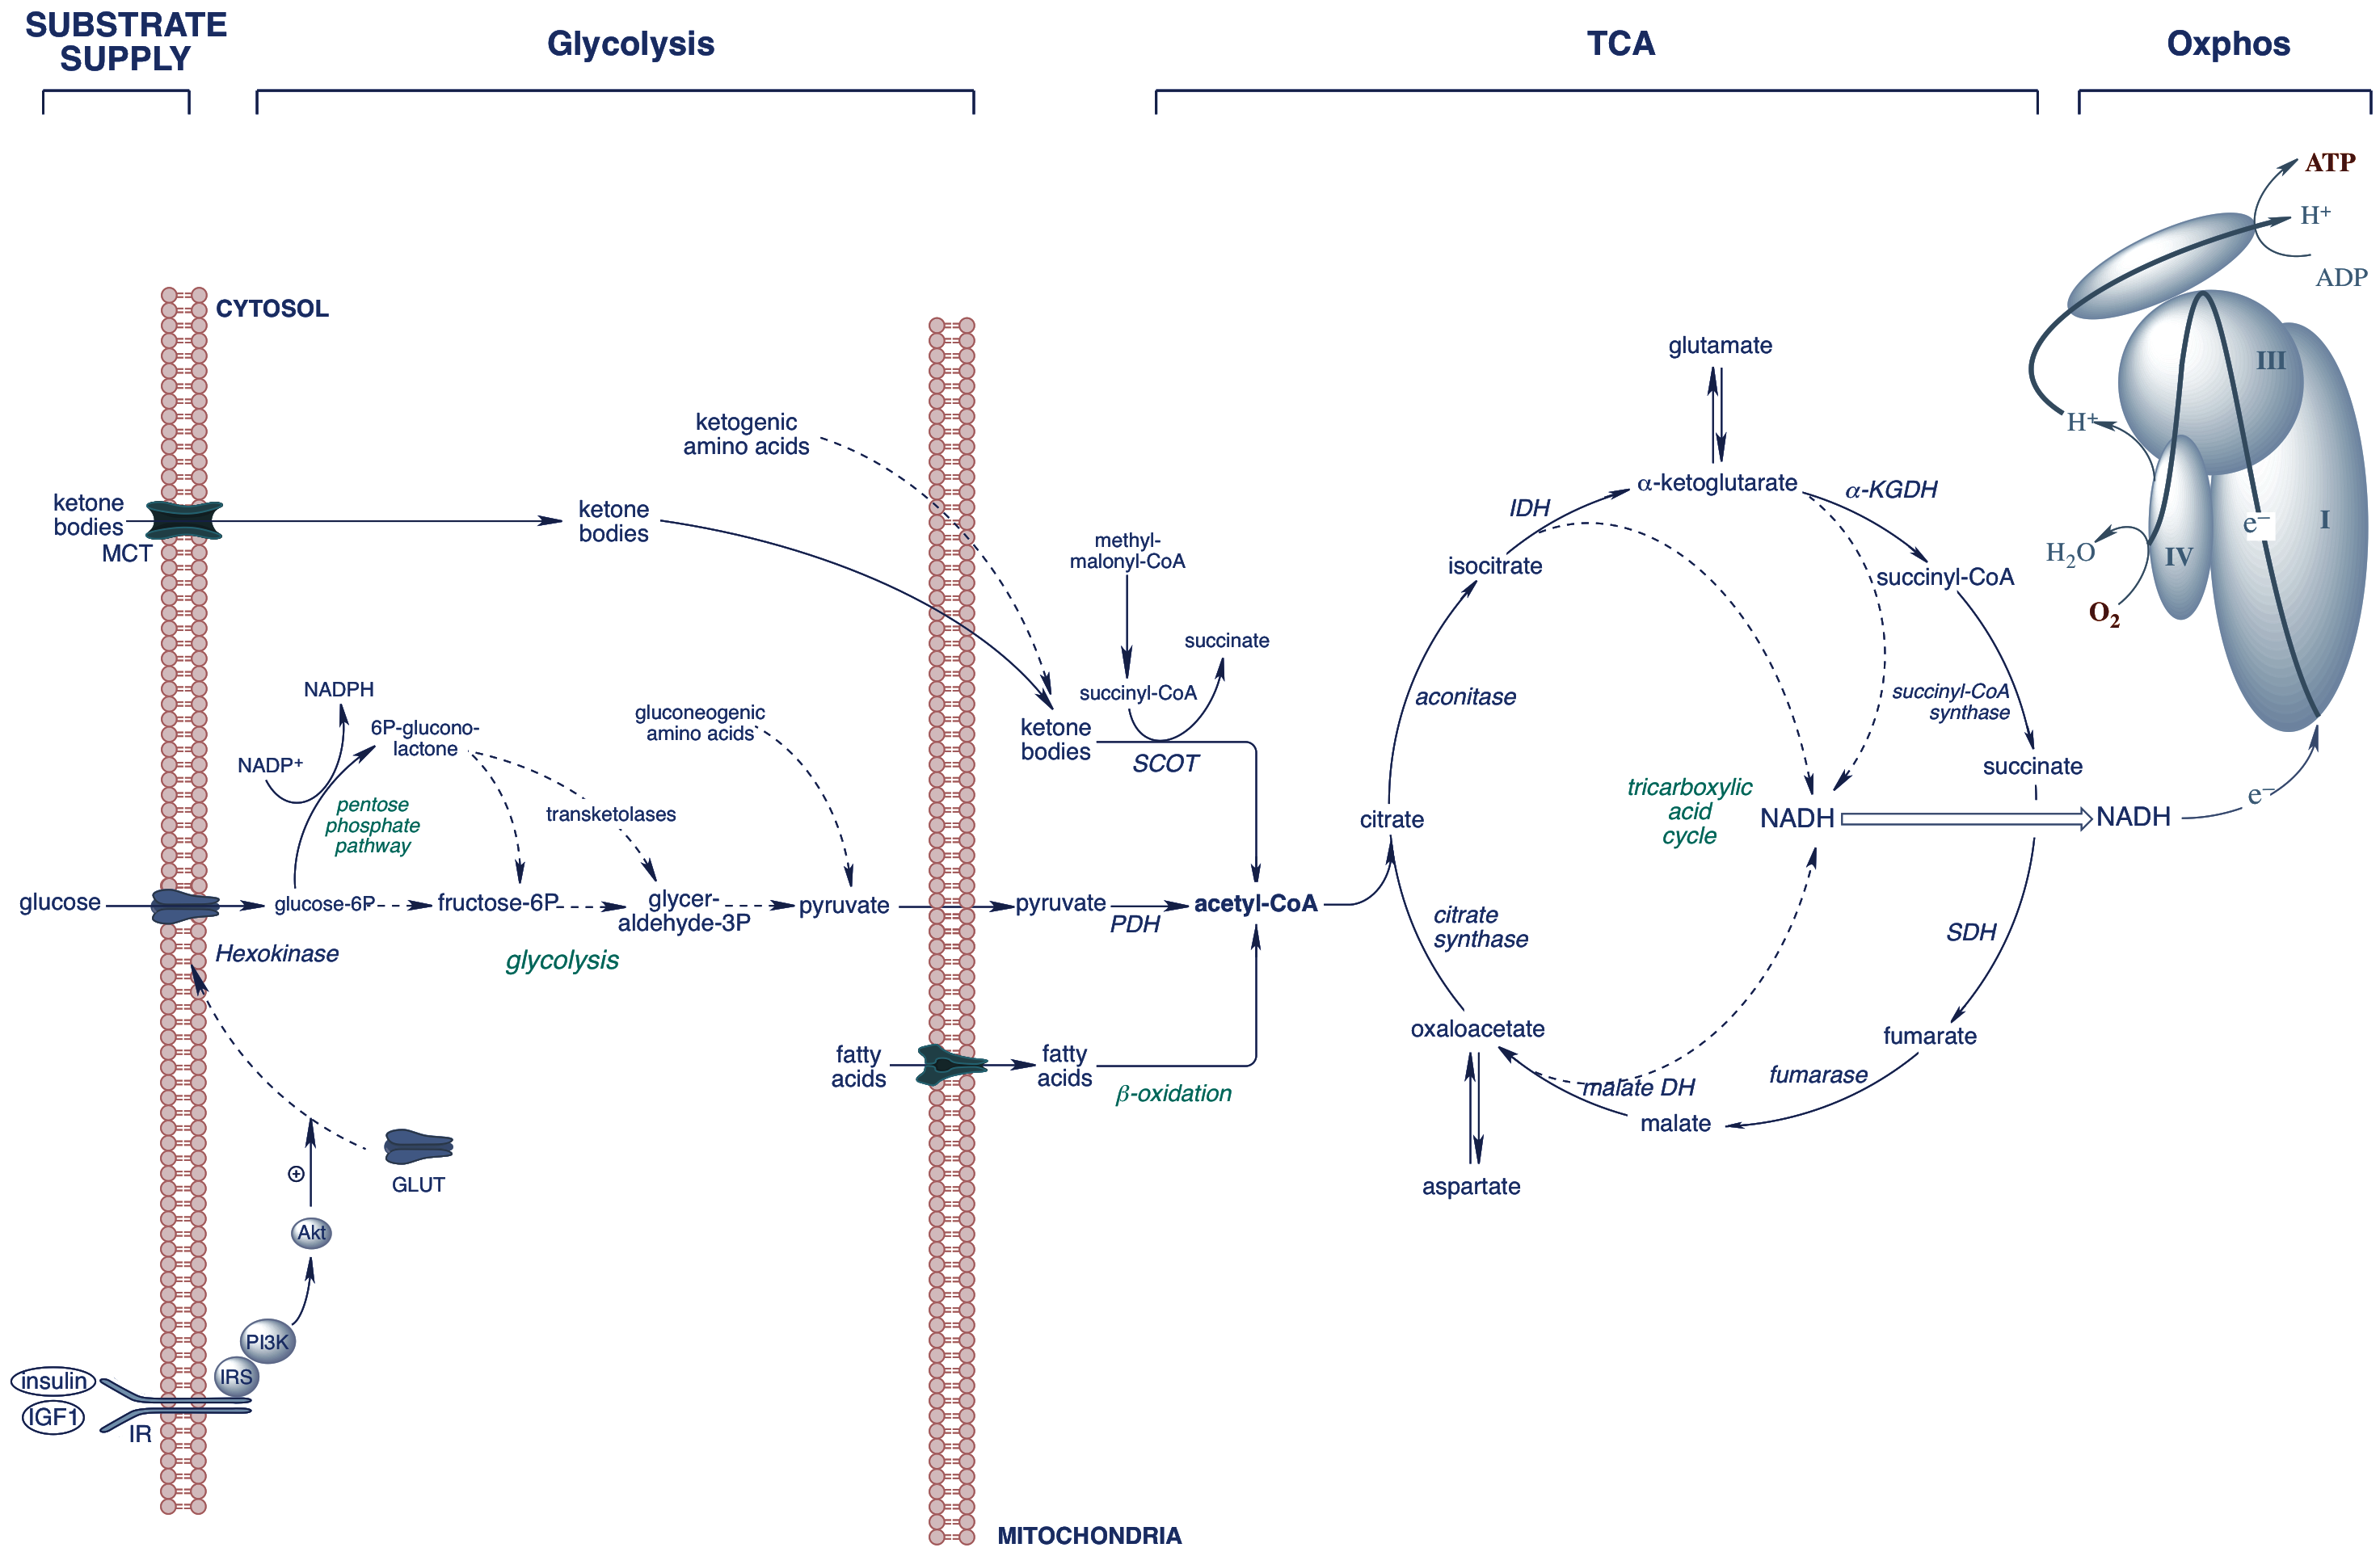 SUBSTRATE
SUPPLY
Glycolysis
TCA
Oxphos
ATP
H⁺
ADP
CYTOSOL
III
glutamate
ketogenic
amino acids
H⁺
α-ketoglutarate
α-KGDH
IDH
ketone
bodies
MCT
ketone
bodies
methyl-
malonyl-CoA
isocitrate
succinyl-CoA
e⁻
I
H₂O
IV
O₂
succinate
NADPH
succinyl-CoA
aconitase
succinyl-CoA
synthase
6P-glucono-
lactone
gluconeogenic
amino acids
ketone
bodies
SCOT
NADP⁺
succinate
pentose
phosphate
pathway
transketolases
citrate
tricarboxylic
acid
cycle
NADH
NADH
e⁻
glucose
glucose-6P
fructose-6P
glycer-
aldehyde-3P
pyruvate
pyruvate
PDH
acetyl-CoA
citrate
synthase
SDH
Hexokinase
glycolysis
oxaloacetate
fumarate
fatty
acids
fatty
acids
β-oxidation
malate DH
fumarase
malate
+
GLUT
aspartate
Akt
PI3K
IRS
insulin
IGF1
IR
MITOCHONDRIA